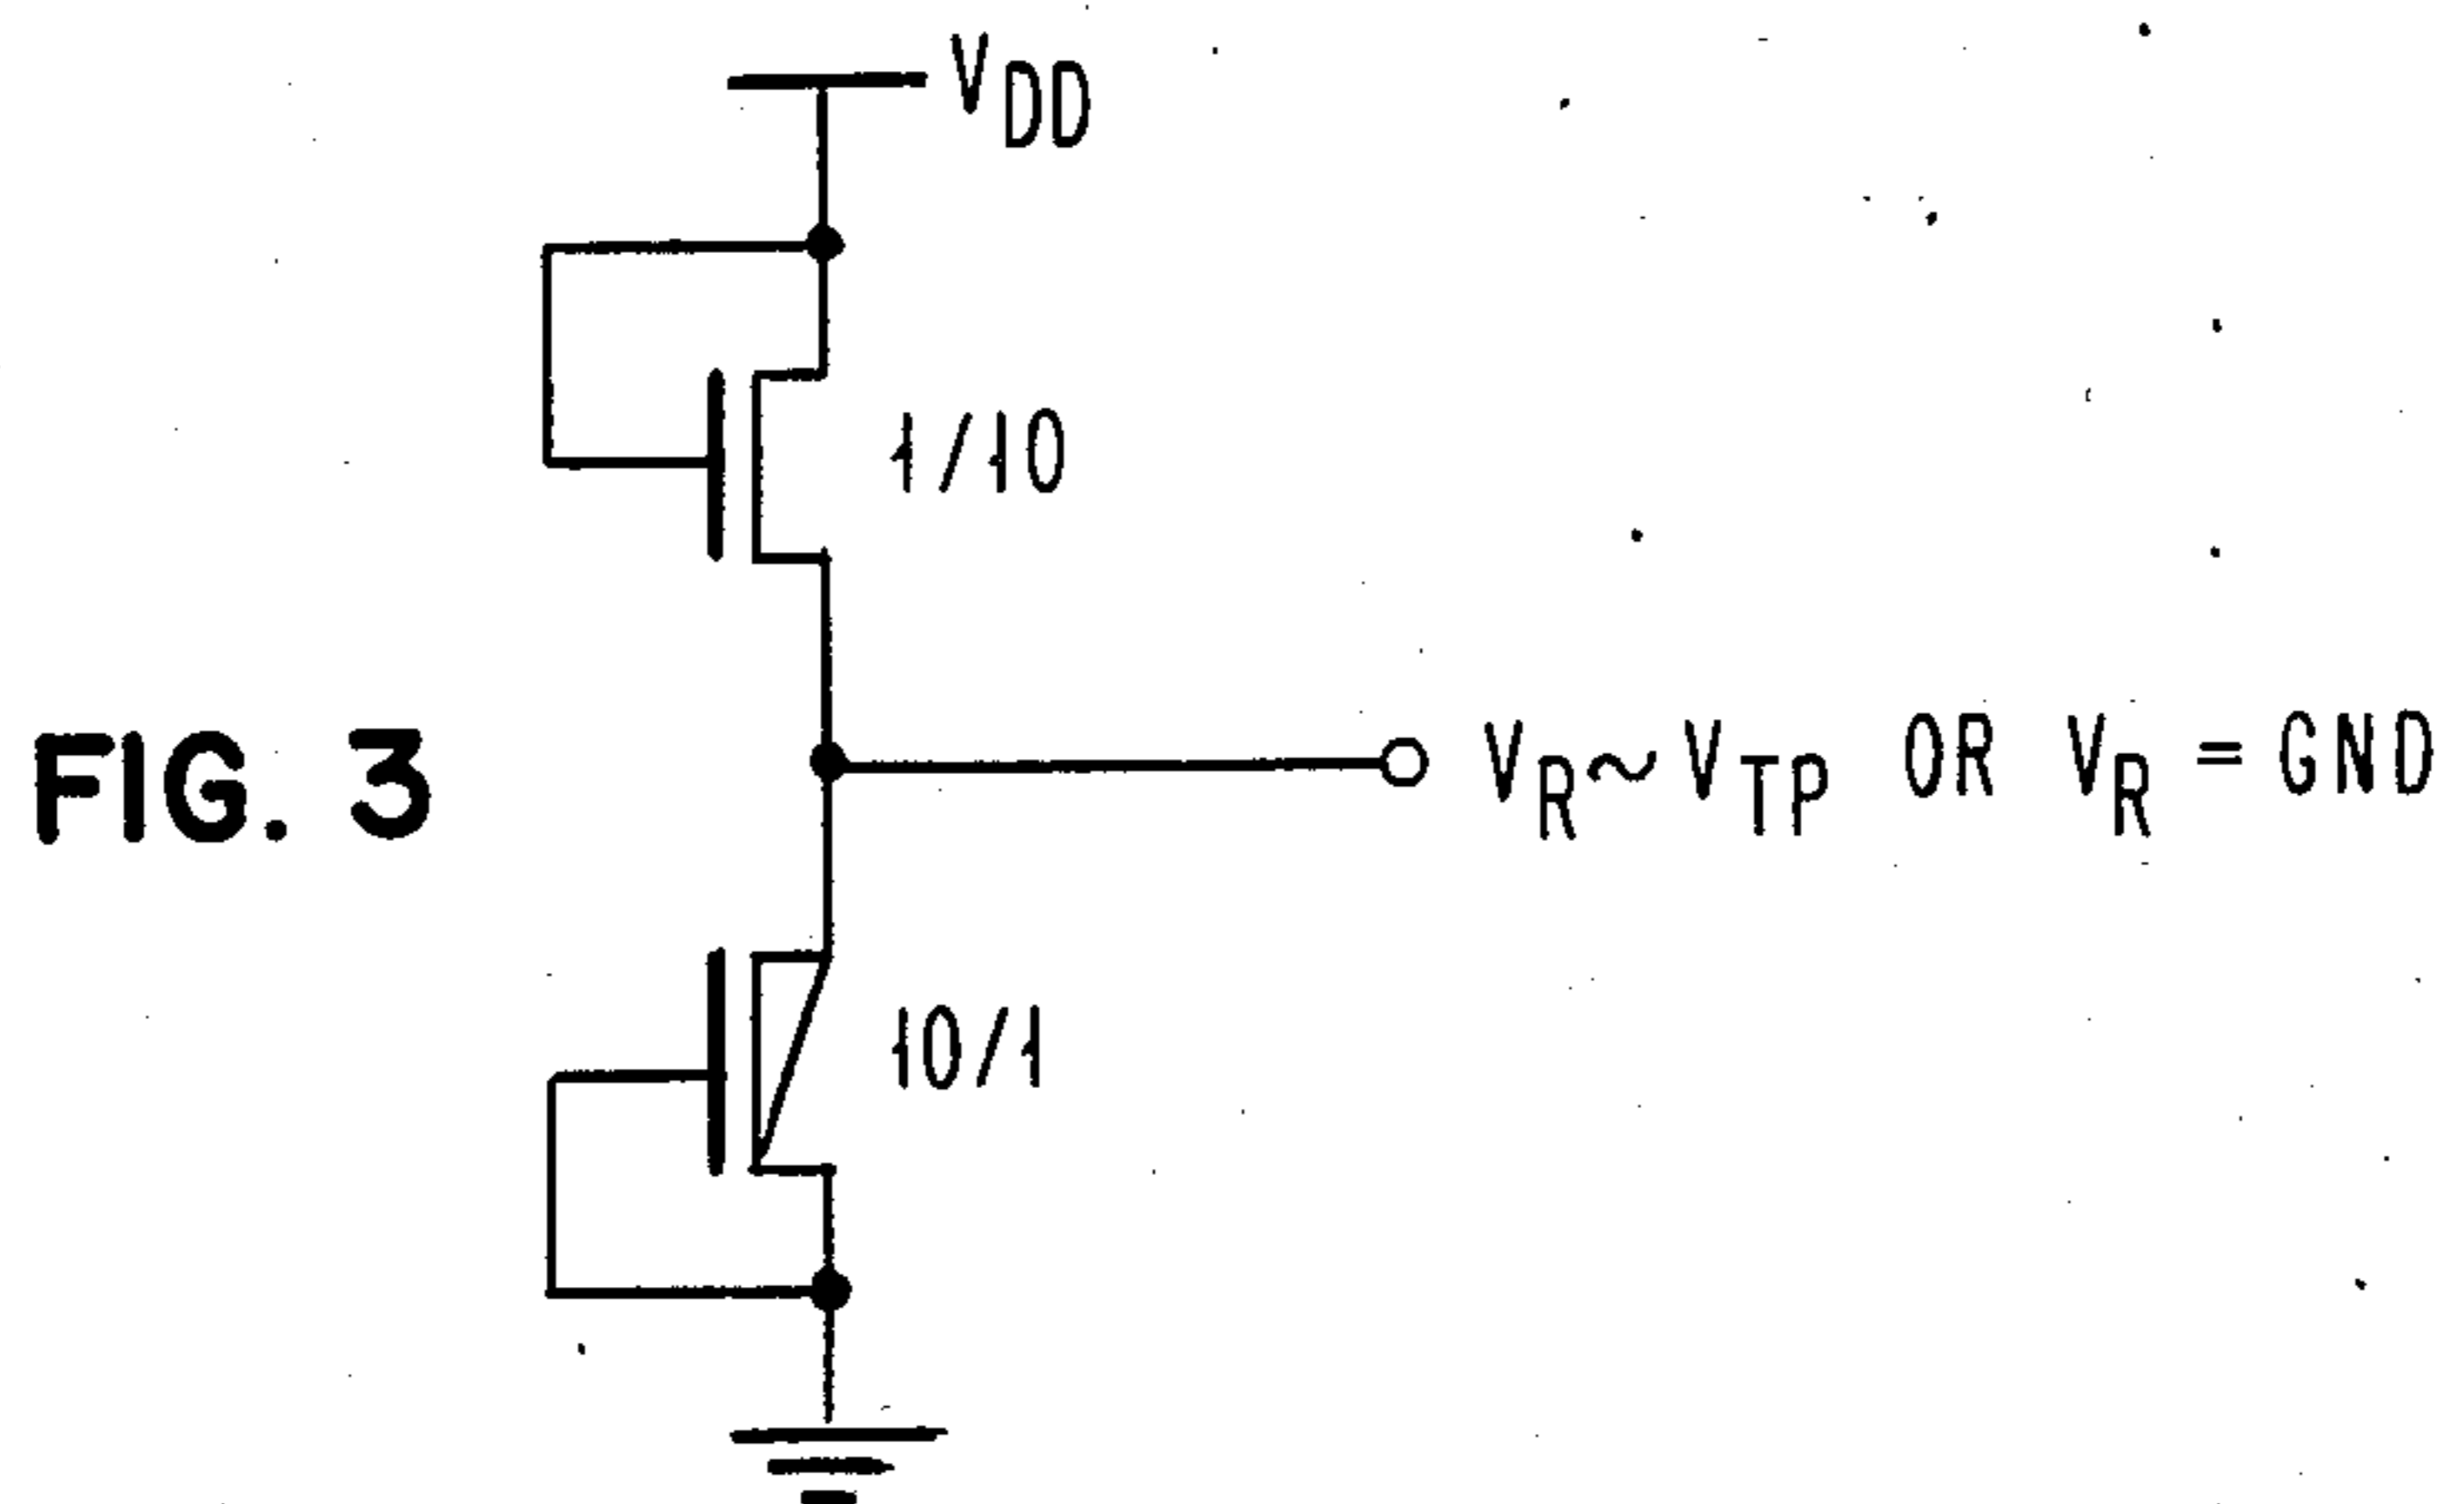 VDD
1/10
FIG. 3
VR ~ VTP OR VR = GND
10/1